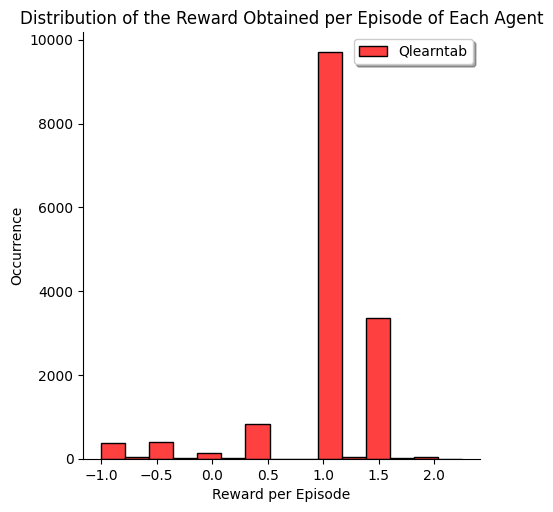 Distribution of the Reward Obtained per Episode of Each Agent
Qlearntab
10000
8000
6000
4000
2000
0
Occurrence
−1.0 −0.5 0.0 0.5 1.0 1.5 2.0
Reward per Episode